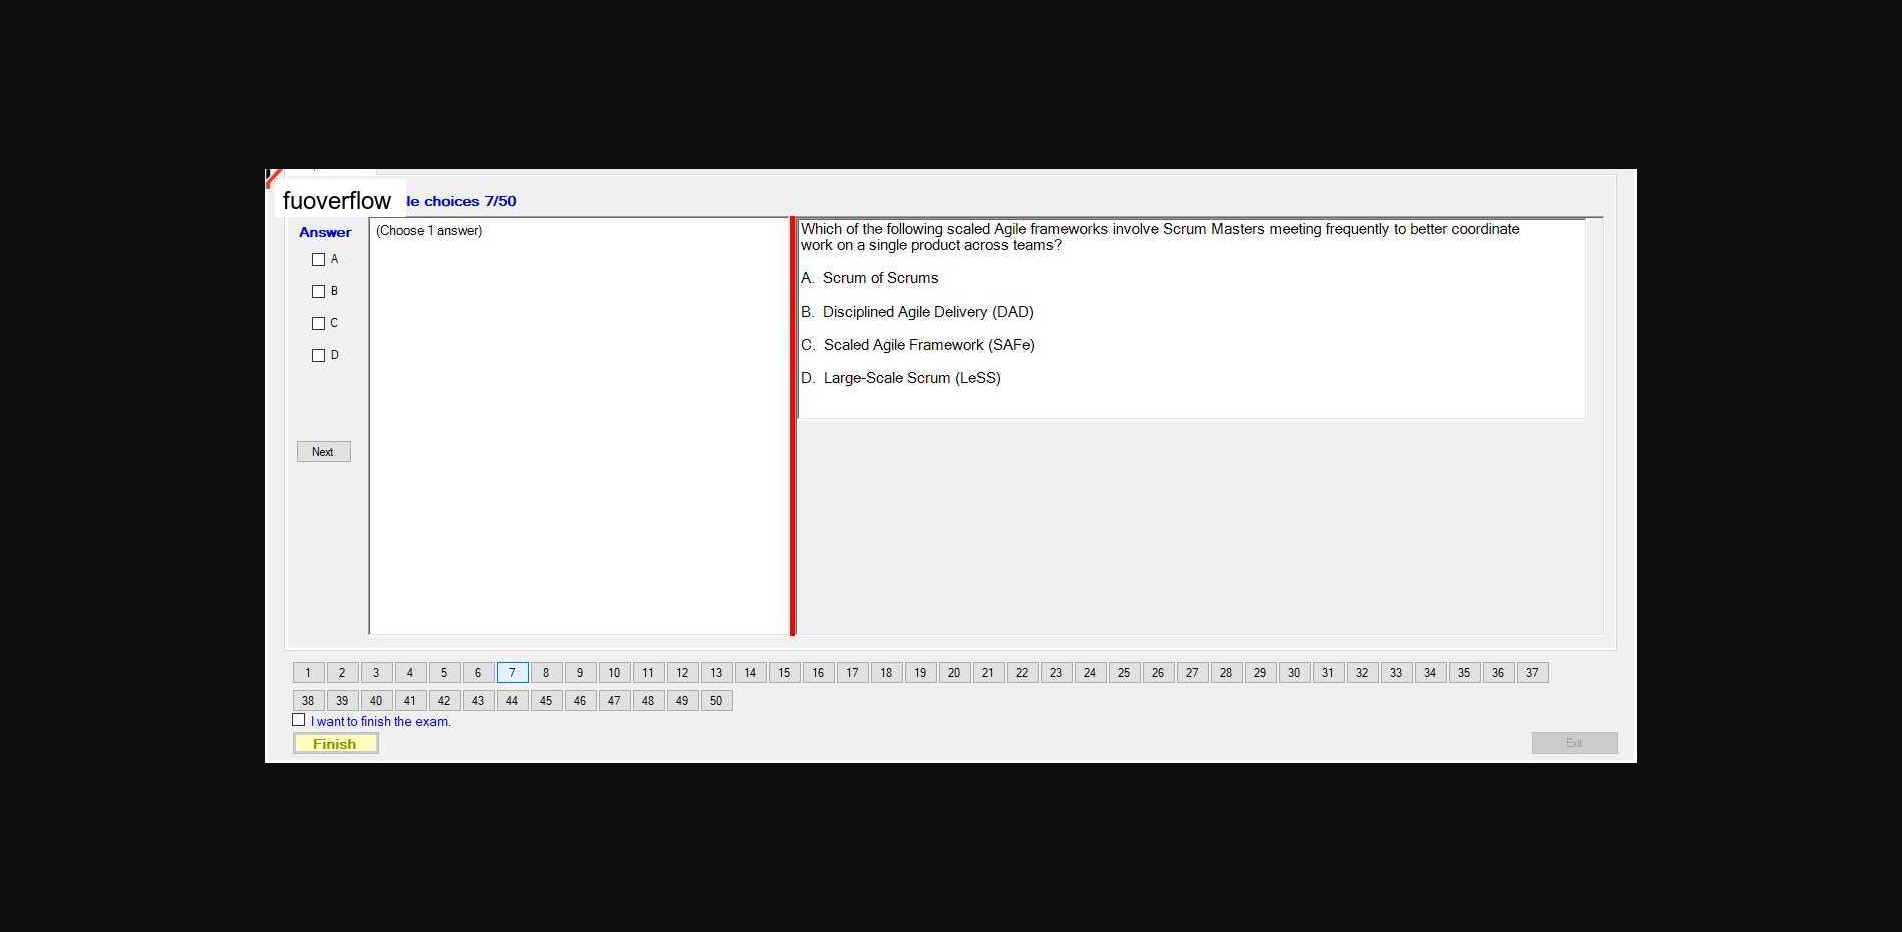 fuoverflow
le choices 7/50
Answer
(Choose 1 answer)
A
B
C
D
Next
Which of the following scaled Agile frameworks involve Scrum Masters meeting frequently to better coordinate
work on a single product across teams?
A. Scrum of Scrums
B. Disciplined Agile Delivery (DAD)
C. Scaled Agile Framework (SAFe)
D. Large-Scale Scrum (LeSS)
1 2 3 4 5 6 7 8 9 10 11 12 13 14 15 16 17 18 19 20 21 22 23 24 25 26 27 28 29 30 31 32 33 34 35 36 37
38 39 40 41 42 43 44 45 46 47 48 49 50
I want to finish the exam.
Finish
Exit